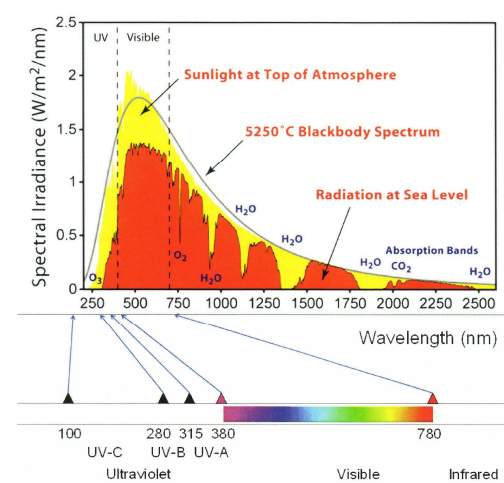 2.5
UV Visible
2
Sunlight at Top of Atmosphere
1.5
5250°C Blackbody Spectrum
1
H₂O
Radiation at Sea Level
H₂O
0.5
Absorption Bands
O₃ O₂ H₂O H₂O CO₂ H₂O
0
Spectral Irradiance (W/m²/nm)
250 500 750 1000 1250 1500 1750 2000 2250 2500
Wavelength (nm)
100 280 315 380 780
UV-C UV-B UV-A
Ultraviolet Visible Infrared